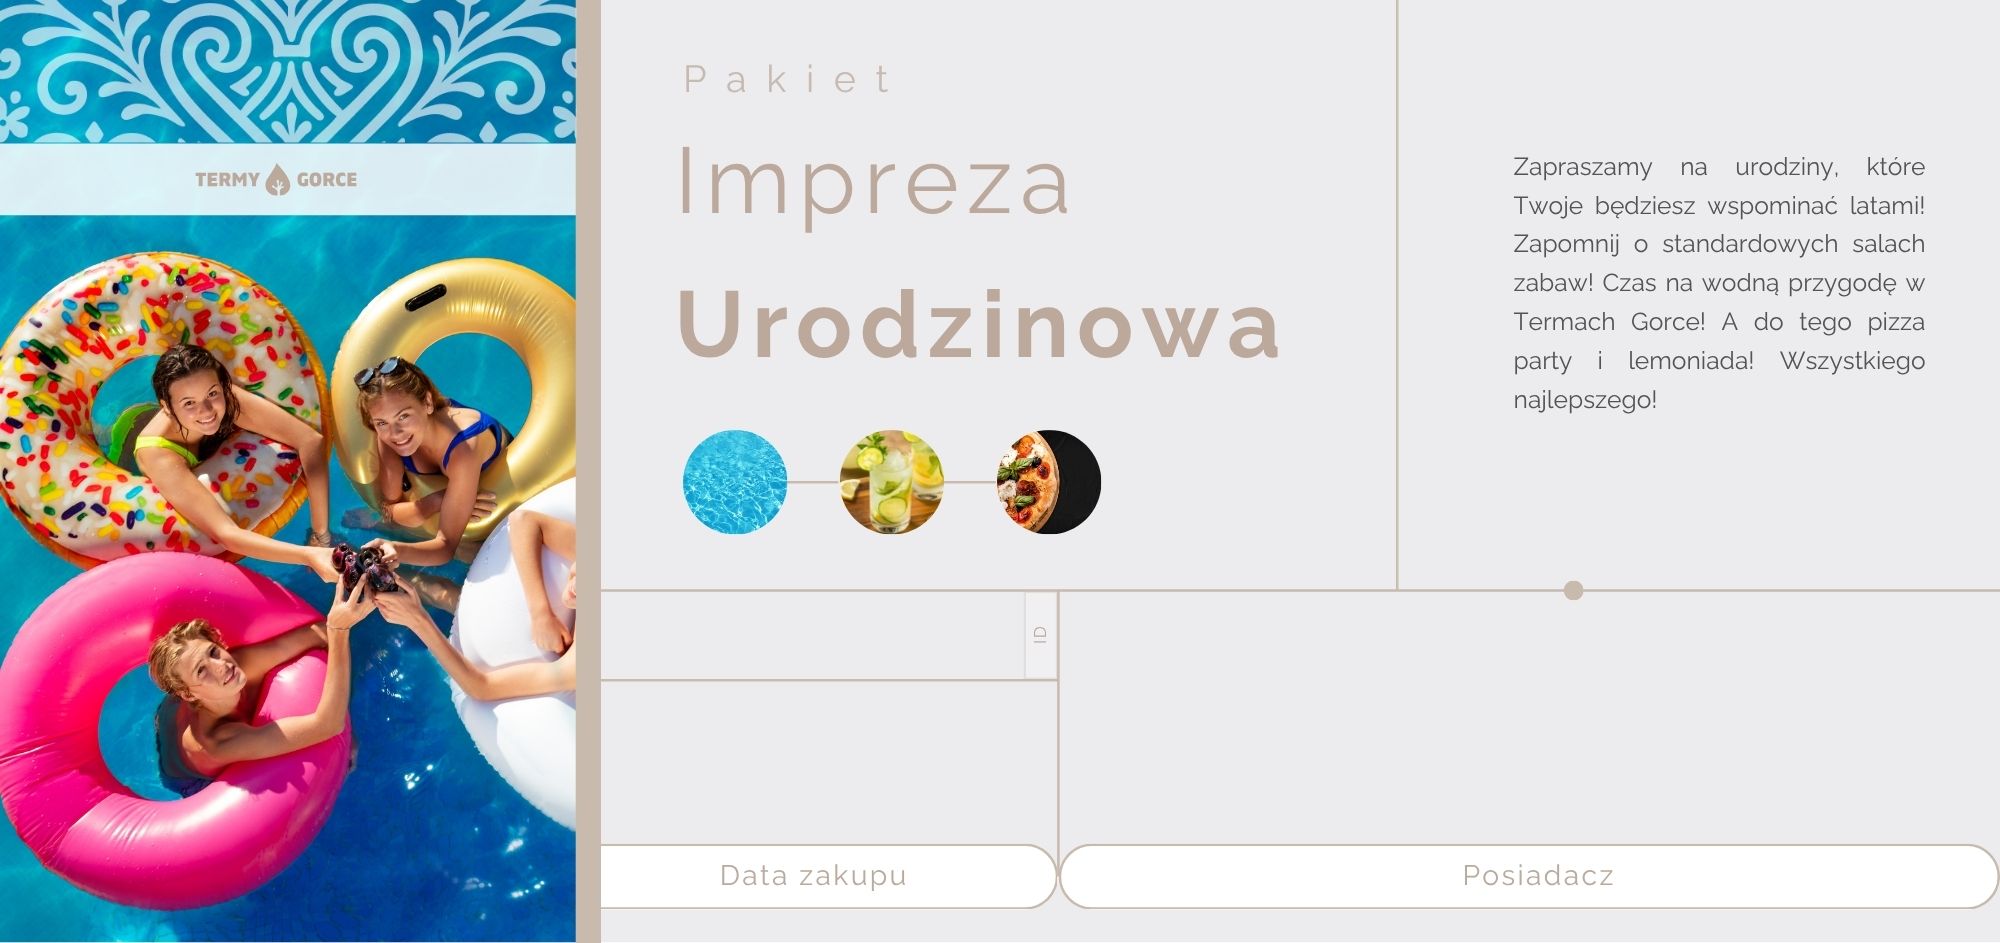 TERMY GORCE
Pakiet
Impreza
Urodzinowa
Zapraszamy na urodziny, które
Twoje będziesz wspominać latami!
Zapomnij o standardowych salach
zabaw! Czas na wodną przygodę w
Termach Gorce! A do tego pizza
party i lemoniada! Wszystkiego
najlepszego!
ID
Data zakupu
Posiadacz